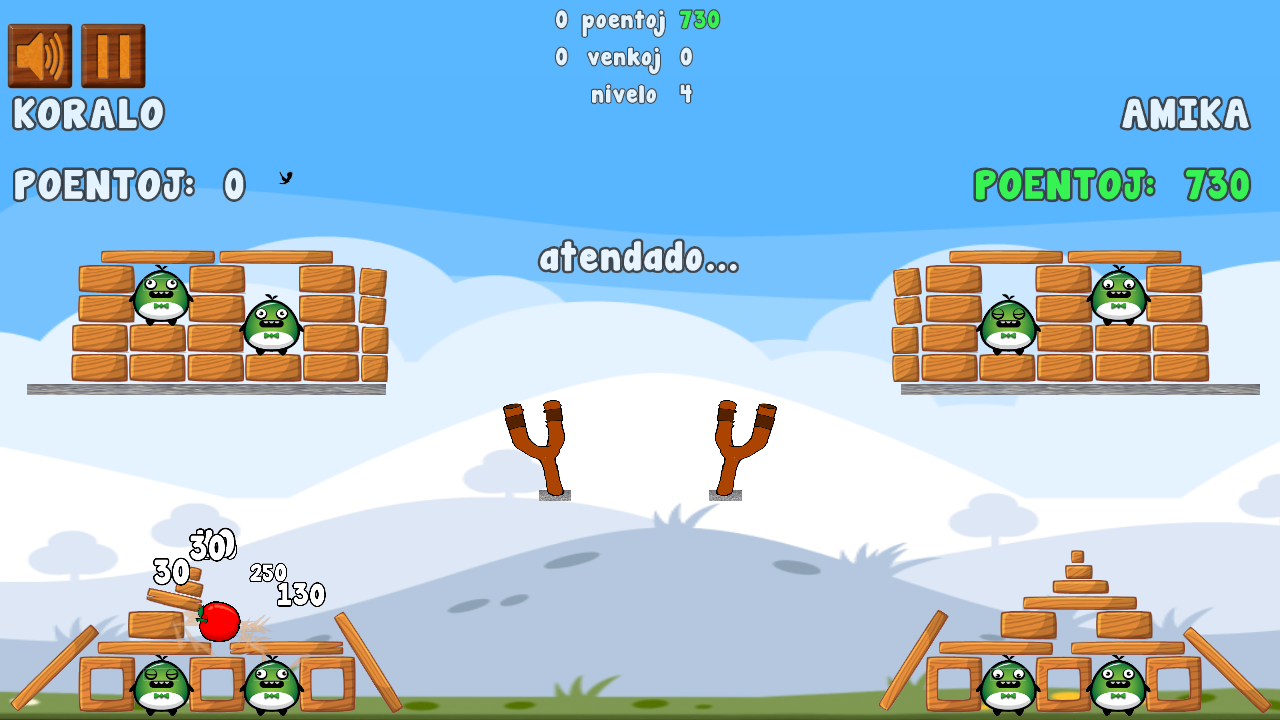 0 poentoj 730
0 venkoj 0
nivelo 4
KORALO
AMIKA
POENTOJ: 0
POENTOJ: 730
atendado...
30
30
250
130